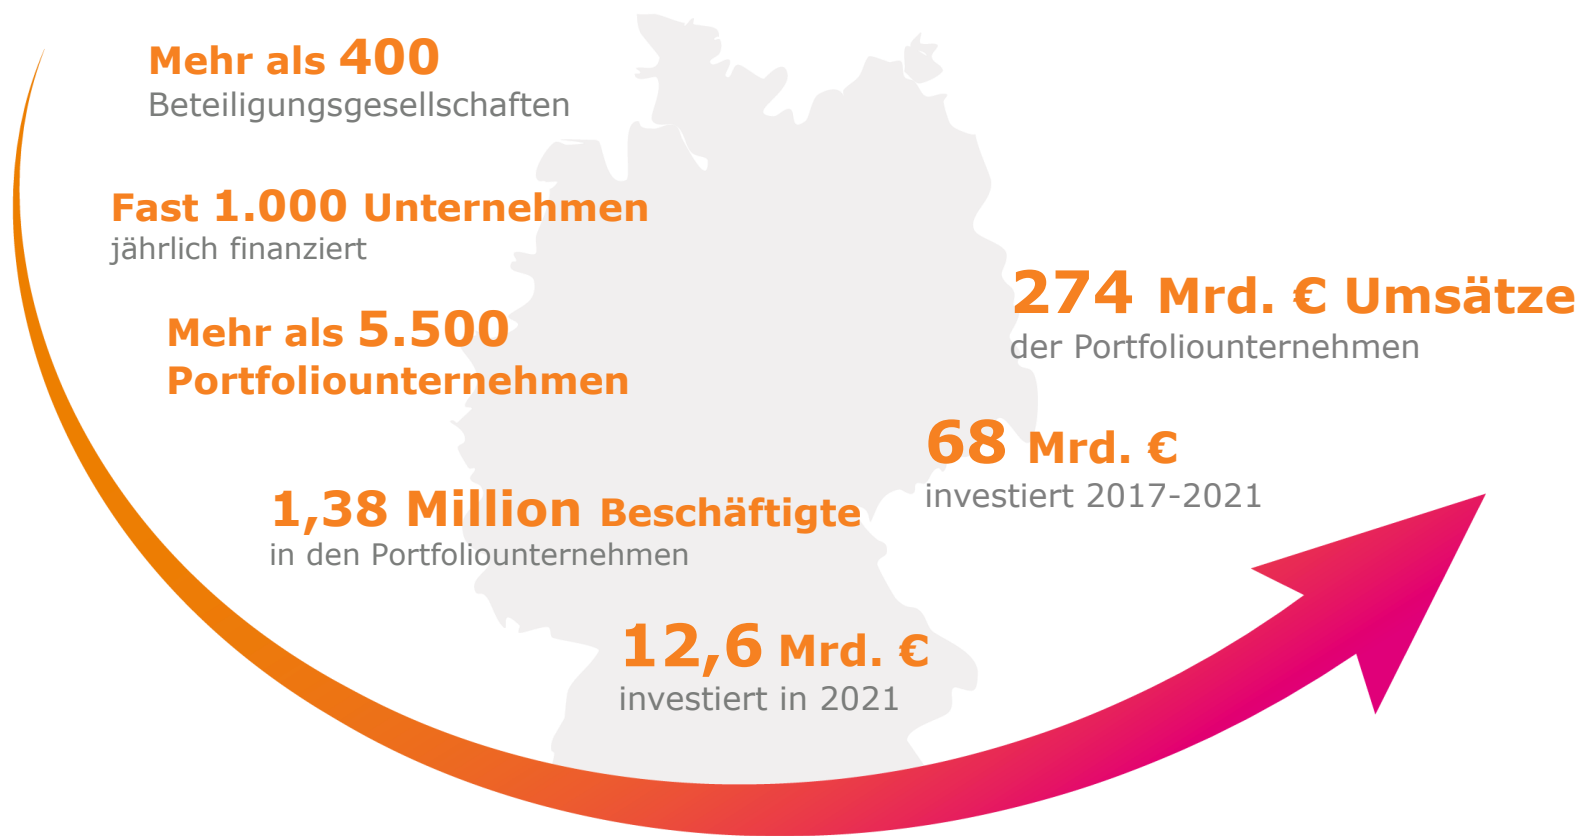 Mehr als 400
Beteiligungsgesellschaften
Fast 1.000 Unternehmen
jährlich finanziert
Mehr als 5.500
Portfoliounternehmen
1,38 Million Beschäftigte
in den Portfoliounternehmen
12,6 Mrd. €
investiert in 2021
68 Mrd. €
investiert 2017-2021
274 Mrd. € Umsätze
der Portfoliounternehmen